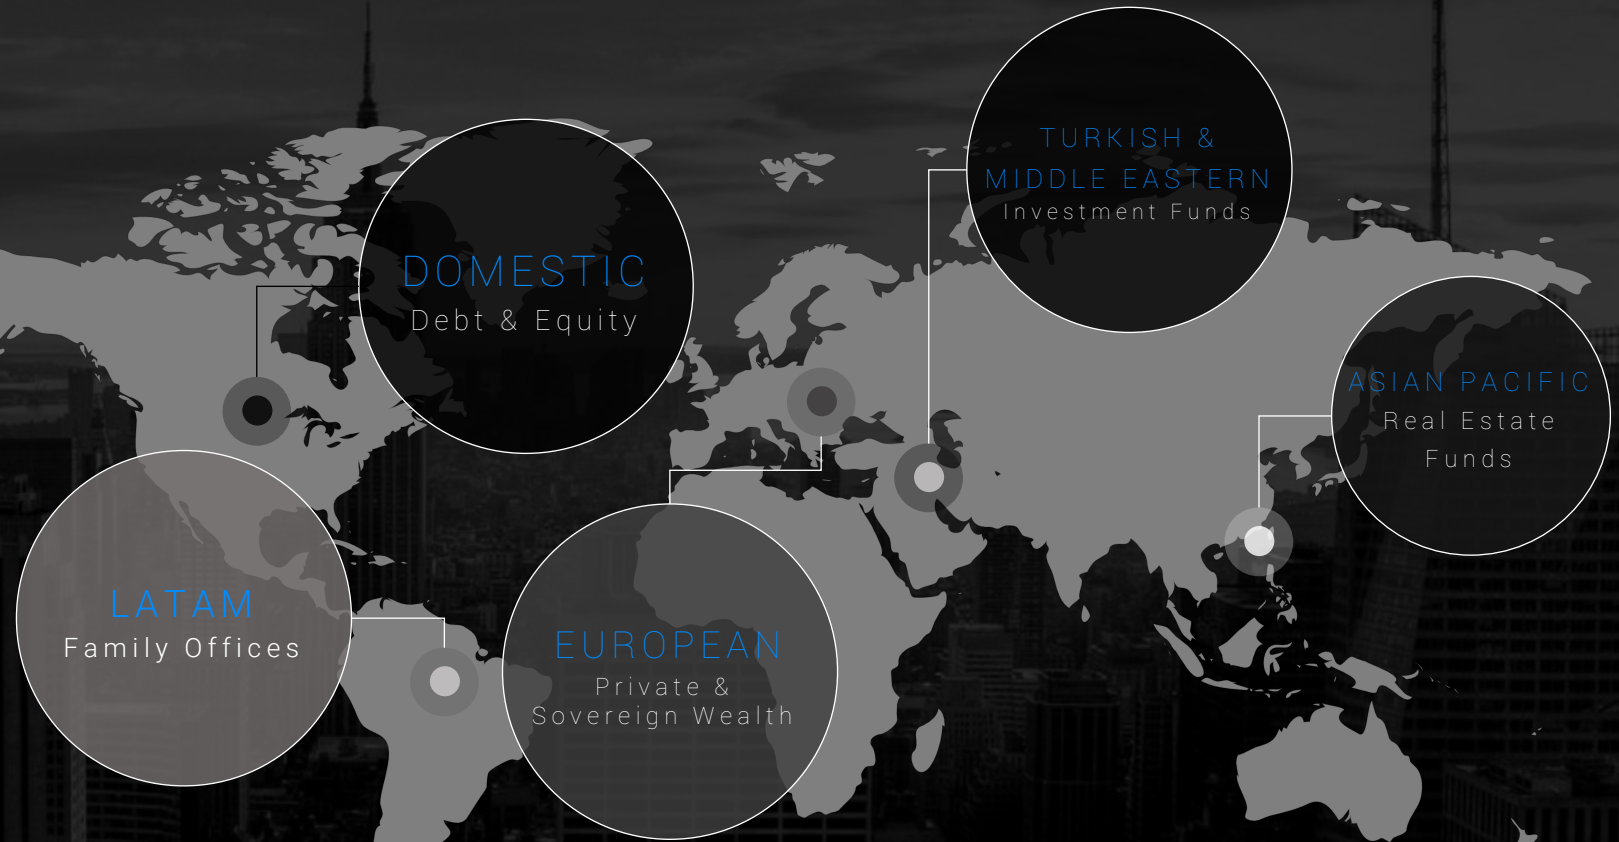 TURKISH &
MIDDLE EASTERN
Investment Funds
DOMESTIC
Debt & Equity
ASIAN PACIFIC
Real Estate
Funds
LATAM
Family Offices
EUROPEAN
Private &
Sovereign Wealth